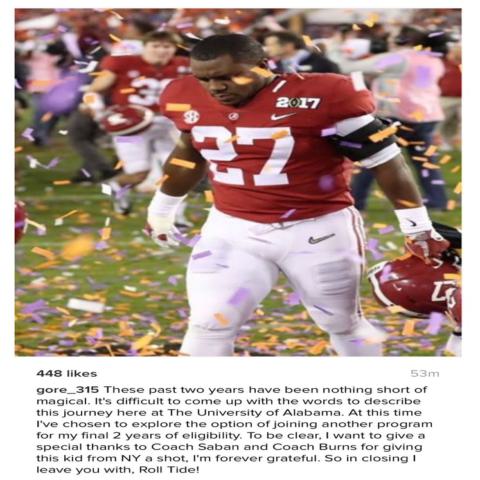 2017
27
27
448 likes 53m
gore_315 These past two years have been nothing short of
magical. It's difficult to come up with the words to describe
this journey here at The University of Alabama. At this time
I've chosen to explore the option of joining another program
for my final 2 years of eligibility. To be clear, I want to give a
special thanks to Coach Saban and Coach Burns for giving
this kid from NY a shot, I'm forever grateful. So in closing I
leave you with, Roll Tide!